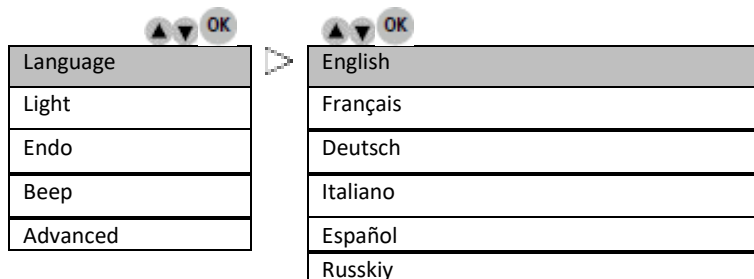 OK OK
Language English
Light Français
Endo Deutsch
Beep Italiano
Advanced Español
Russkiy